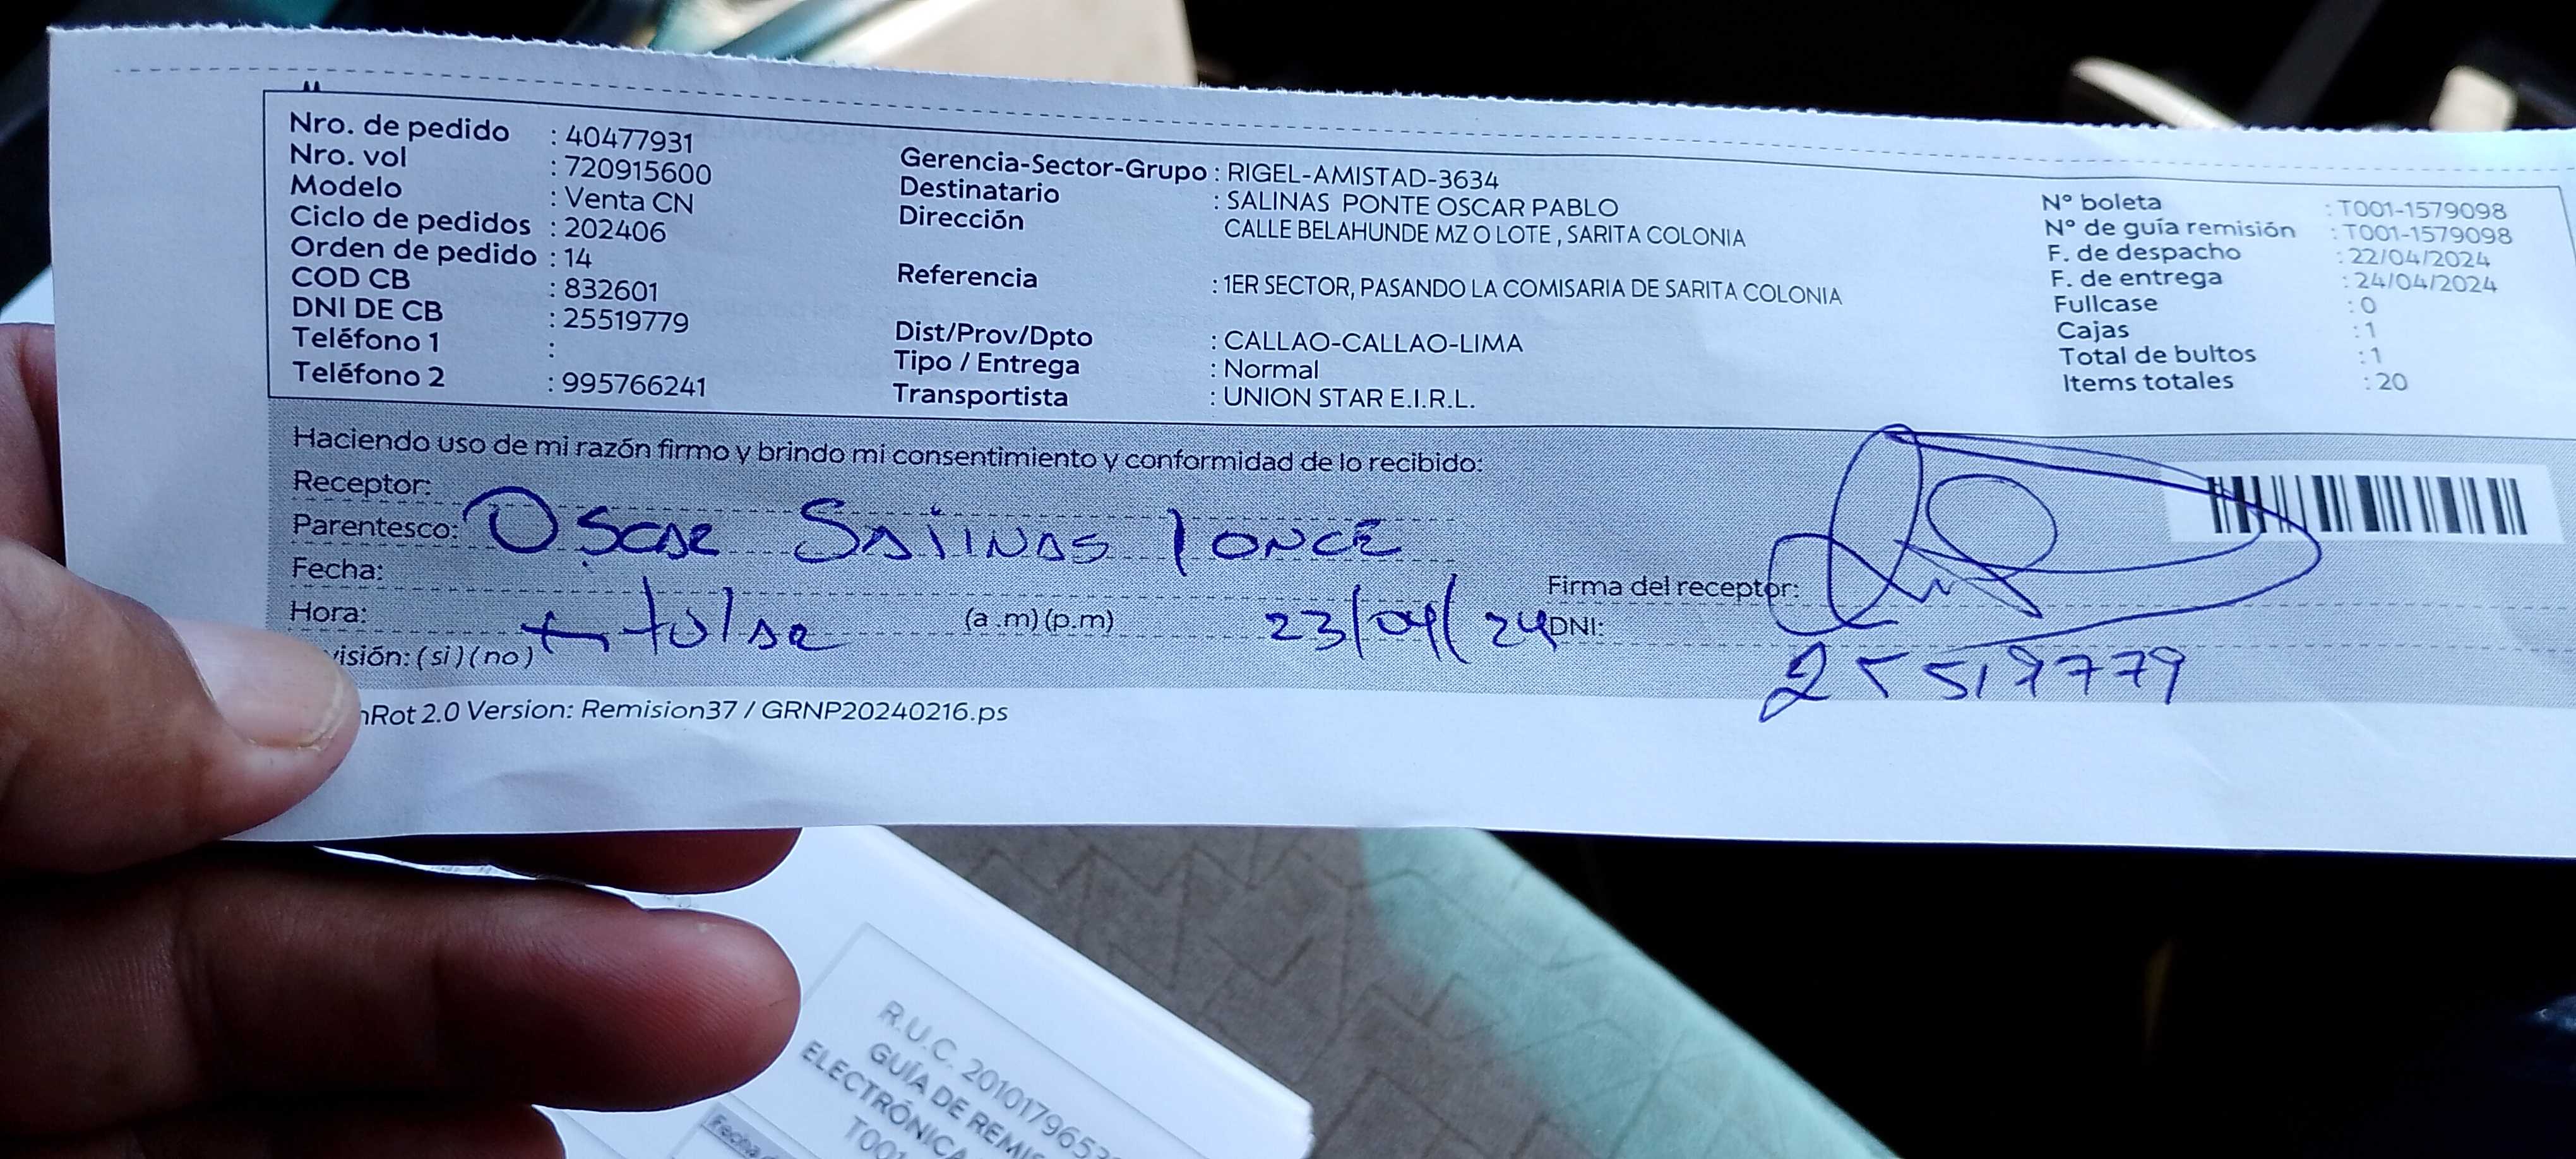 Nro. de pedido : 40477931
Nro. vol : 720915600
Modelo : Venta CN
Ciclo de pedidos : 202406
Orden de pedido : 14
COD CB : 832601
DNI DE CB : 25519779
Teléfono 1 :
Teléfono 2 : 995766241
Gerencia-Sector-Grupo : RIGEL-AMISTAD-3634
Destinatario : SALINAS PONTE OSCAR PABLO
Dirección CALLE BELAHUNDE MZ O LOTE , SARITA COLONIA
Referencia : 1ER SECTOR, PASANDO LA COMISARIA DE SARITA COLONIA
Dist/Prov/Dpto : CALLAO-CALLAO-LIMA
Tipo / Entrega : Normal
Transportista : UNION STAR E.I.R.L.
N° boleta : T001-1579098
N° de guía remisión : T001-1579098
F. de despacho : 22/04/2024
F. de entrega : 24/04/2024
Fullcase : 0
Cajas : 1
Total de bultos : 1
Items totales : 20
Haciendo uso de mi razón firmo y brindo mi consentimiento y conformidad de lo recibido:
Receptor:
Parentesco: Oscar Salinas
Fecha:
Hora: (a .m) (p.m) 23/04/24
Firma del receptor:
DNI: 25519779
isión: ( si ) ( no )
Rot 2.0 Version: Remision37 / GRNP20240216.ps
R.U.C. 2010179653
GUÍA DE REMIS
ELECTRÓNICA
T001